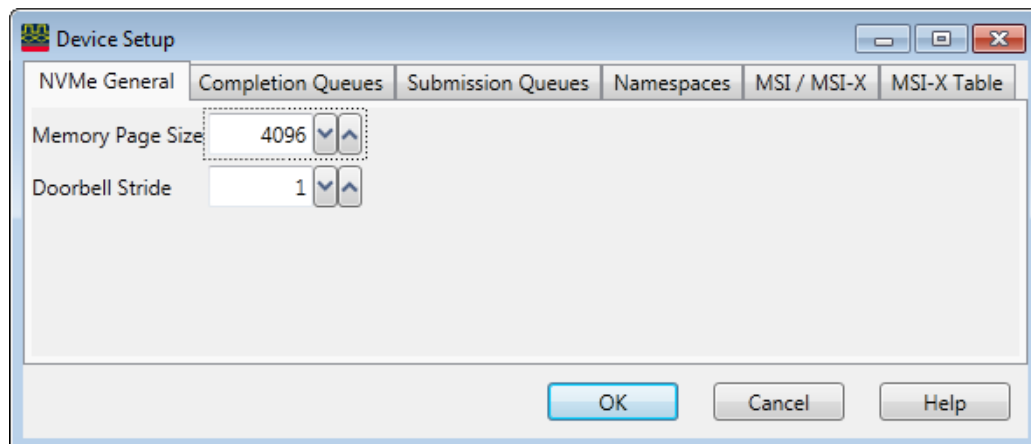 Device Setup
NVMe General Completion Queues Submission Queues Namespaces MSI / MSI-X MSI-X Table
Memory Page Size 4096
Doorbell Stride 1
OK Cancel Help